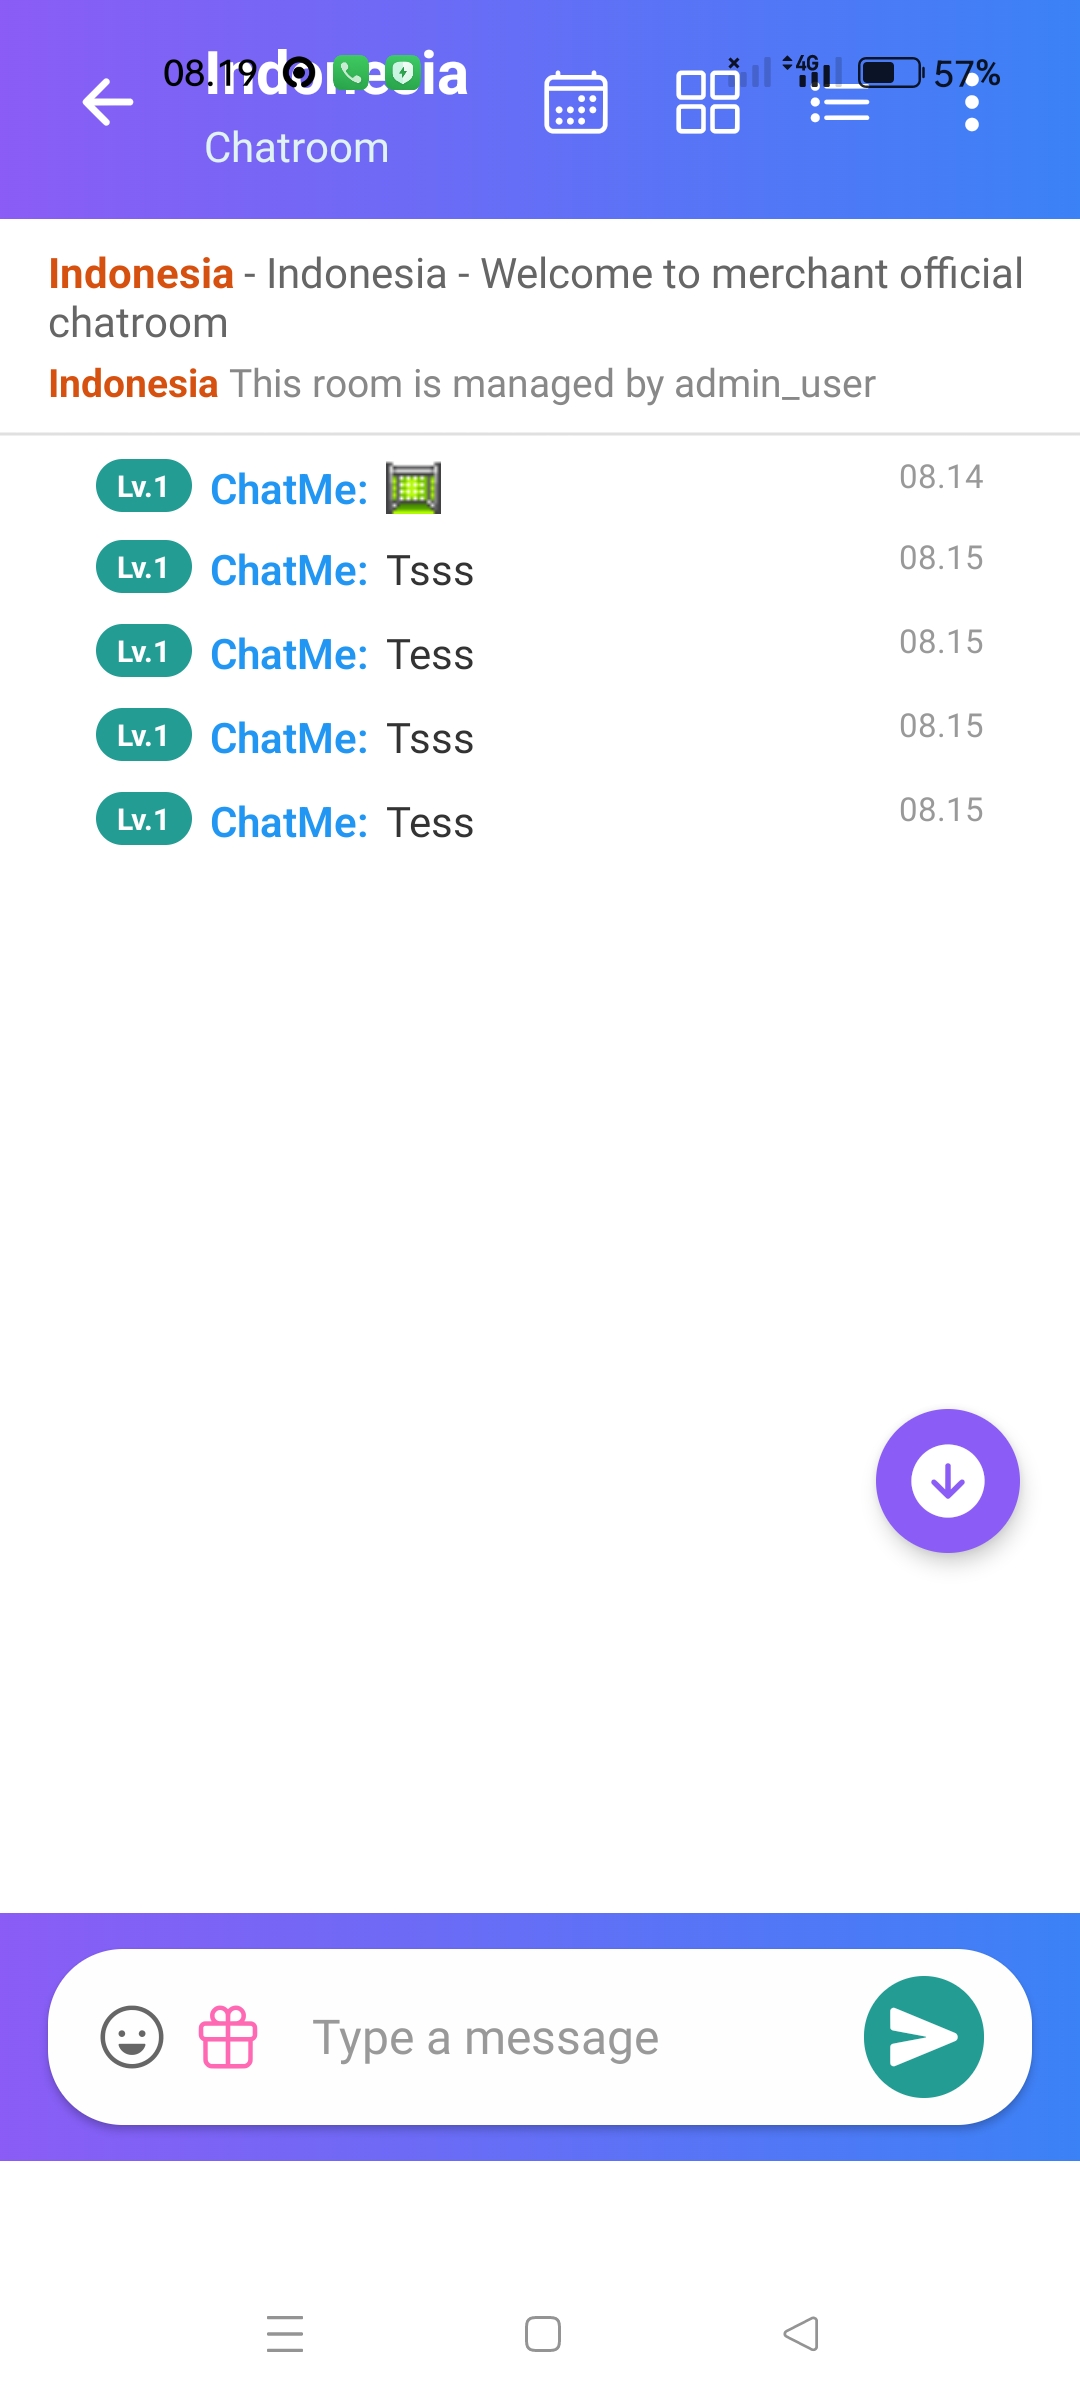 08.19
4G
57%
Indonesia
Chatroom
Indonesia - Indonesia - Welcome to merchant official
chatroom
Indonesia This room is managed by admin_user
Lv.1 ChatMe: 08.14
Lv.1 ChatMe: Tsss 08.15
Lv.1 ChatMe: Tess 08.15
Lv.1 ChatMe: Tsss 08.15
Lv.1 ChatMe: Tess 08.15
Type a message